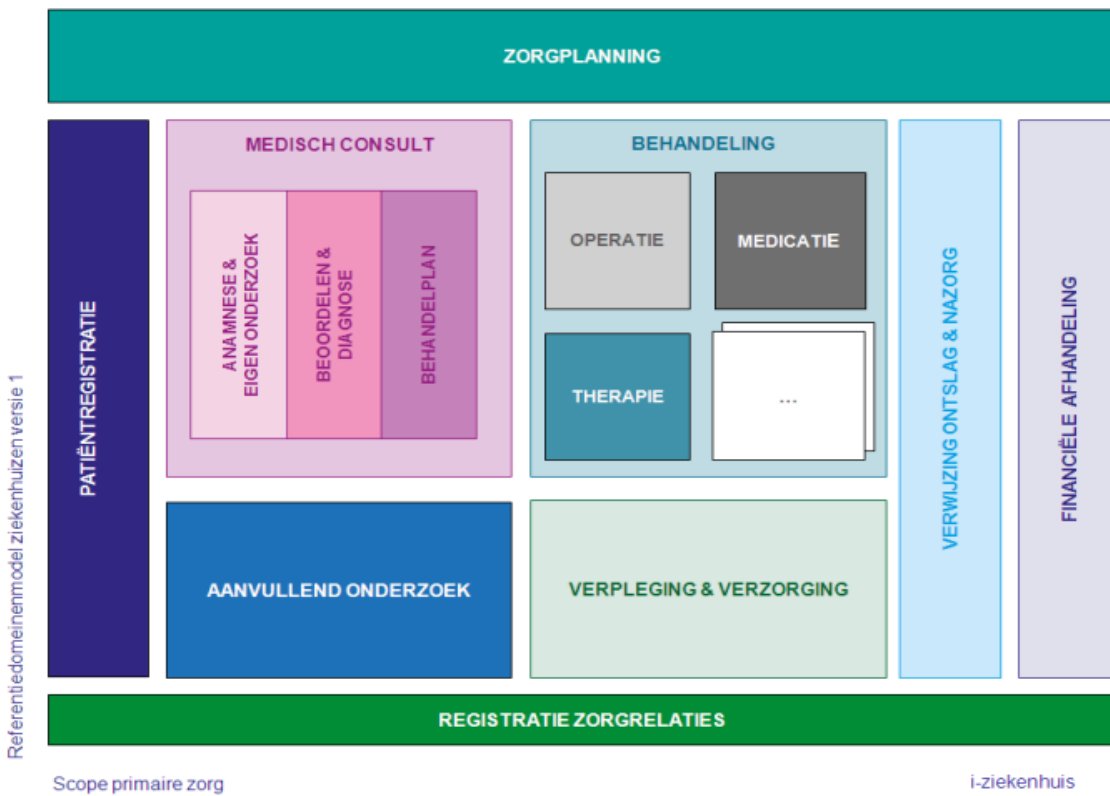 ZORGPLANNING
PATIËNTREGISTRATIE
MEDISCH CONSULT
ANAMNESE &
EIGEN ONDERZOEK
BEOORDELEN &
DIAGNOSE
BEHANDELPLAN
BEHANDELING
OPERATIE
MEDICATIE
THERAPIE
...
AANVULLEND ONDERZOEK
VERPLEGING & VERZORGING
VERWIJZING ONTSLAG & NAZORG
FINANCIËLE AFHANDELING
REGISTRATIE ZORGRELATIES
Referentiedomeinenmodel ziekenhuizen versie 1
Scope primaire zorg
i-ziekenhuis